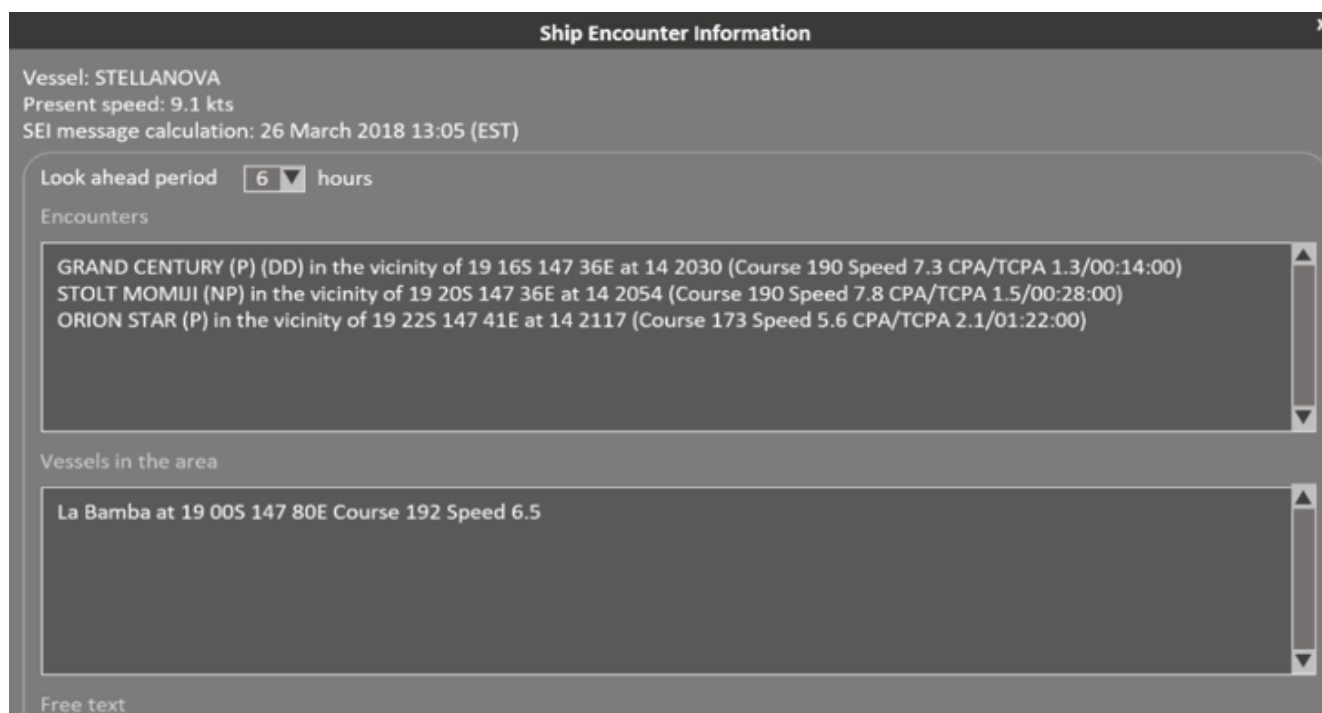 Ship Encounter Information
Vessel: STELLANOVA
Present speed: 9.1 kts
SEI message calculation: 26 March 2018 13:05 (EST)
Look ahead period 6 hours
Encounters
GRAND CENTURY (P) (DD) in the vicinity of 19 16S 147 36E at 14 2030 (Course 190 Speed 7.3 CPA/TCPA 1.3/00:14:00)
STOLT MOMIJI (NP) in the vicinity of 19 20S 147 36E at 14 2054 (Course 190 Speed 7.8 CPA/TCPA 1.5/00:28:00)
ORION STAR (P) in the vicinity of 19 22S 147 41E at 14 2117 (Course 173 Speed 5.6 CPA/TCPA 2.1/01:22:00)
Vessels in the area
La Bamba at 19 00S 147 80E Course 192 Speed 6.5
Free text